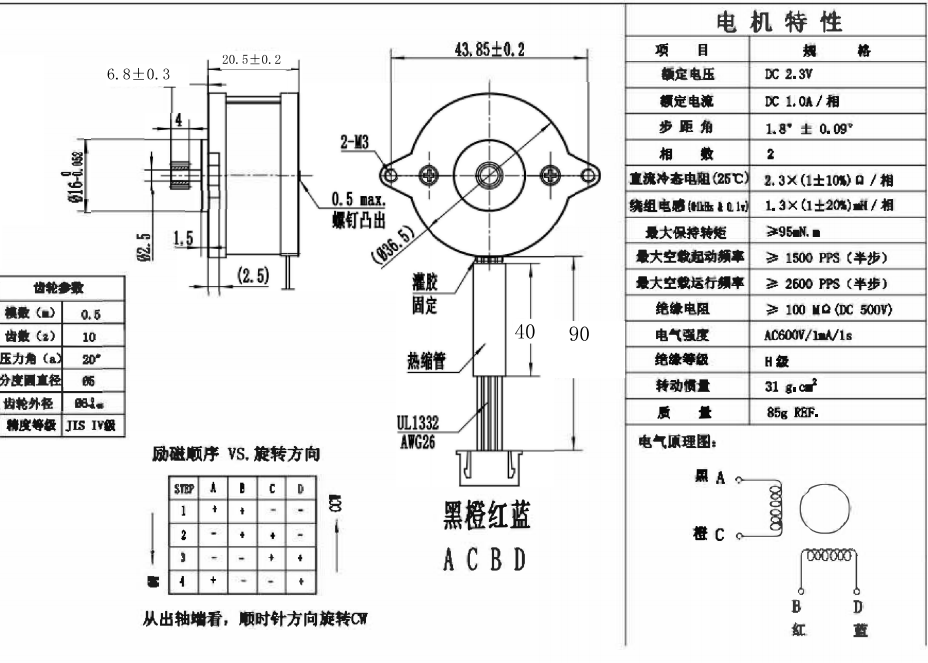 20.5±0.2
6.8±0.3
4
Ø16-0.052 0
Ø2.5
1.5
(2.5)
0.5 max.
螺钉凸出
43.85±0.2
2-M3
(Ø36.5)
灌胶
固定
热缩管
40
90
UL1332
AWG26
黑橙红蓝
A C B D
齿轮参数
模数（m） 0.5
齿数（z） 10
压力角（a） 20°
分度圆直径 Ø5
齿轮外径
精度等级 JIS IV级
励磁顺序 VS.旋转方向
STEP A B C D
1 + + - -
2 - + + -
3 - - + +
4 + - - +
CCW
CW
从出轴端看，顺时针方向旋转CW
电机特性
项 目 规 格
额定电压 DC 2.3V
额定电流 DC 1.0A/相
步距角 1.8° ± 0.09°
相 数 2
直流冷态电阻(25℃) 2.3×(1±10%)Ω/相
绕组电感(@1kHz & 0.1v) 1.3×(1±20%)mH/相
最大保持转矩 ≥95mN.m
最大空载起动频率 ≥ 1500 PPS（半步）
最大空载运行频率 ≥ 2600 PPS（半步）
绝缘电阻 ≥ 100 MΩ(DC 500V)
电气强度 AC600V/1mA/1s
绝缘等级 H 级
转动惯量 31 g.cm²
质 量 85g REF.
电气原理图：
黑 A
橙 C
B D
红 蓝